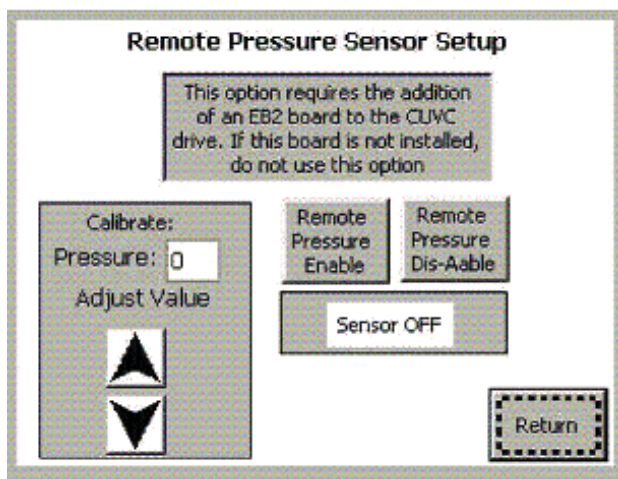 Remote Pressure Sensor Setup
This option requires the addition
of an EB2 board to the CUVC
drive. If this board is not installed,
do not use this option
Calibrate:
Pressure: 0
Adjust Value
Remote
Pressure
Enable
Remote
Pressure
Dis-Aable
Sensor OFF
Return